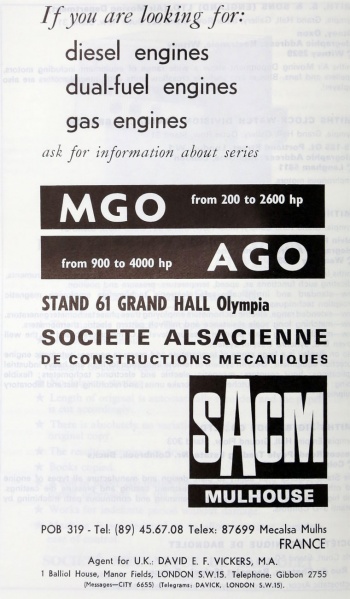 If you are looking for:
diesel engines
dual-fuel engines
gas engines
ask for information about series
MGO from 200 to 2600 hp
from 900 to 4000 hp AGO
STAND 61 GRAND HALL Olympia
SOCIETE ALSACIENNE
DE CONSTRUCTIONS MECANIQUES
SACM
MULHOUSE
POB 319 - Tel: (89) 45.67.08 Telex: 87699 Mecalsa Mulhs
FRANCE
Agent for U.K.: DAVID E. F. VICKERS, M.A.
1 Balliol House, Manor Fields, LONDON S.W.15. Telephone: Gibbon 2755
(Messages—CITY 6655) (Telegrams: DAVICK, LONDON, S.W.15).